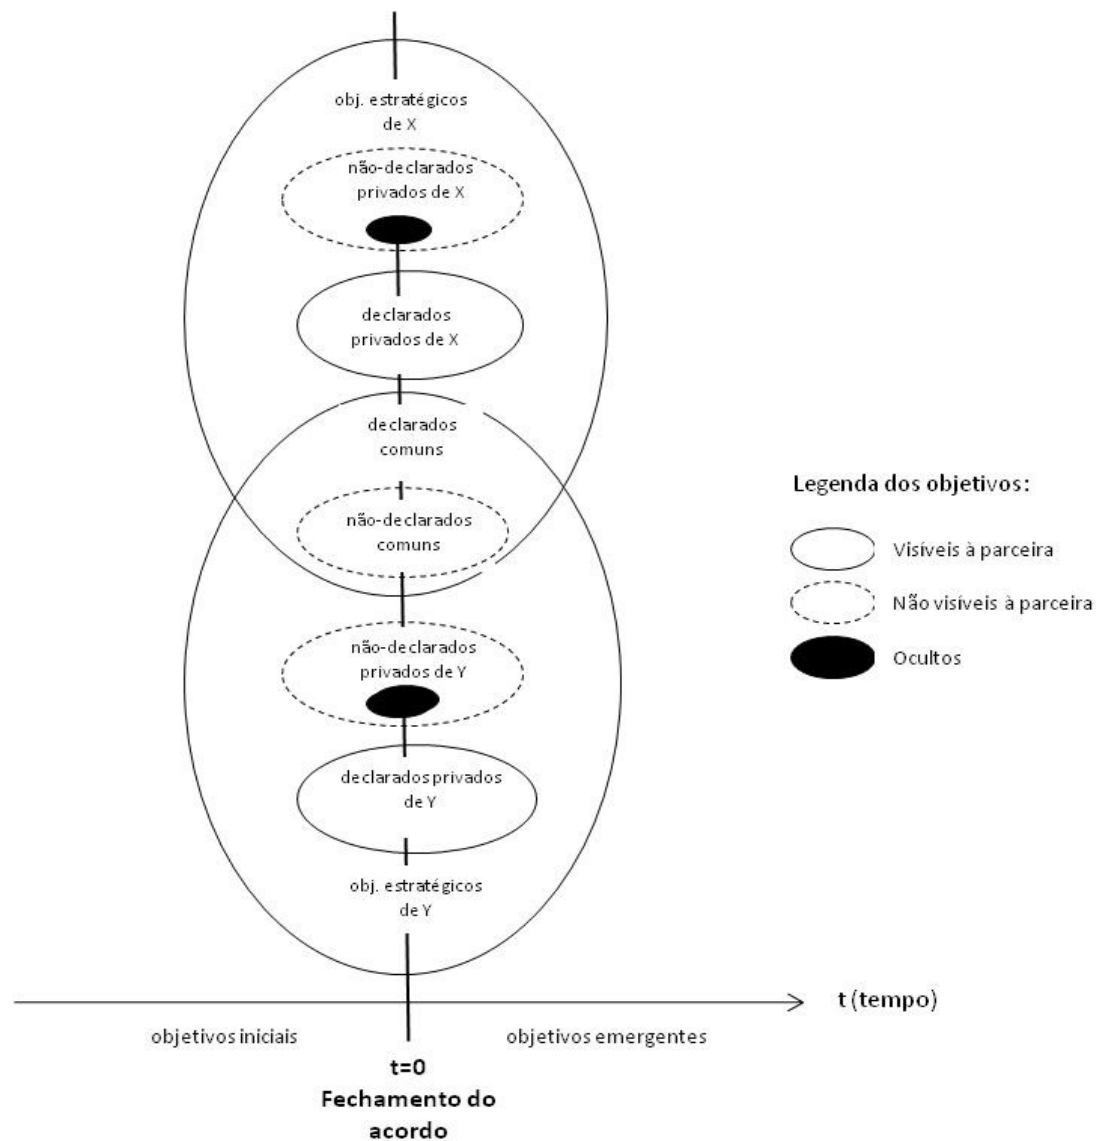 obj. estratégicos
de X
não-declarados
privados de X
declarados
privados de X
declarados
comuns
não-declarados
comuns
não-declarados
privados de Y
declarados privados
de Y
obj. estratégicos
de Y
Legenda dos objetivos:
Visíveis à parceira
Não visíveis à parceira
Ocultos
t (tempo)
objetivos iniciais
objetivos emergentes
t=0
Fechamento do
acordo